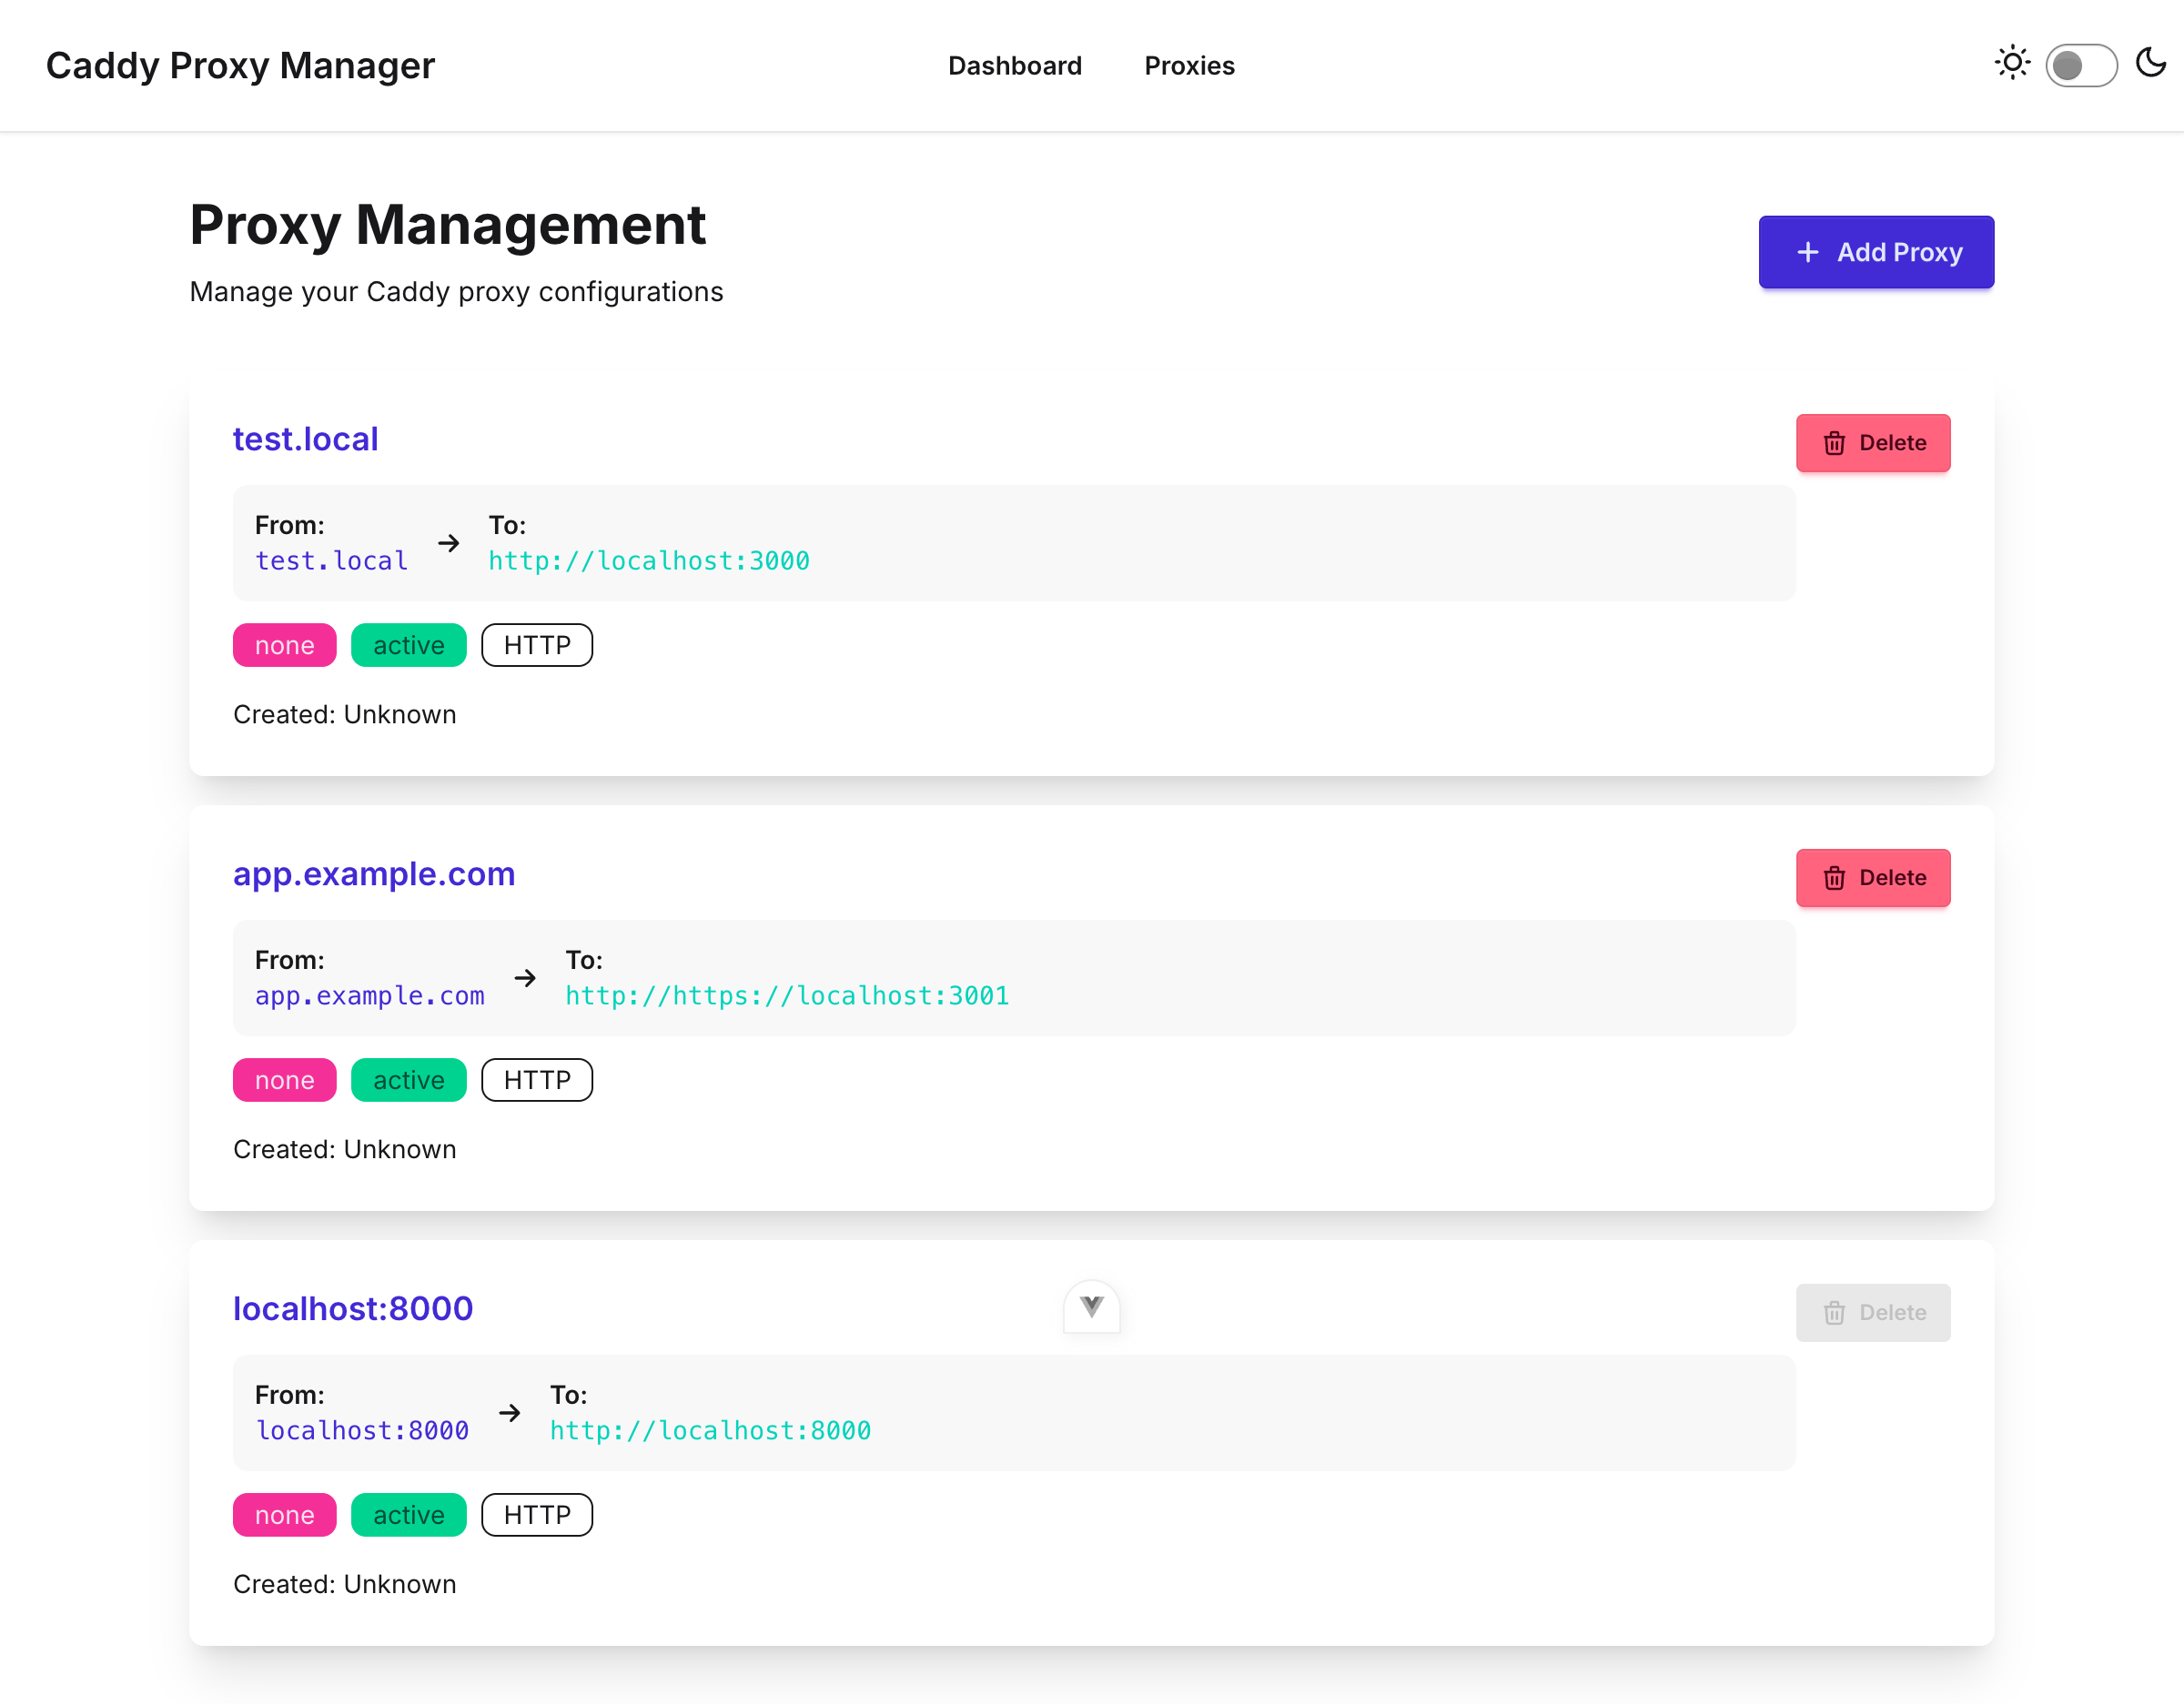 Caddy Proxy Manager
Dashboard
Proxies
Proxy Management
Manage your Caddy proxy configurations
Add Proxy
test.local
Delete
From:
test.local
To:
http://localhost:3000
none
active
HTTP
Created: Unknown
app.example.com
Delete
From:
app.example.com
To:
http://https://localhost:3001
none
active
HTTP
Created: Unknown
localhost:8000
Delete
From:
localhost:8000
To:
http://localhost:8000
none
active
HTTP
Created: Unknown